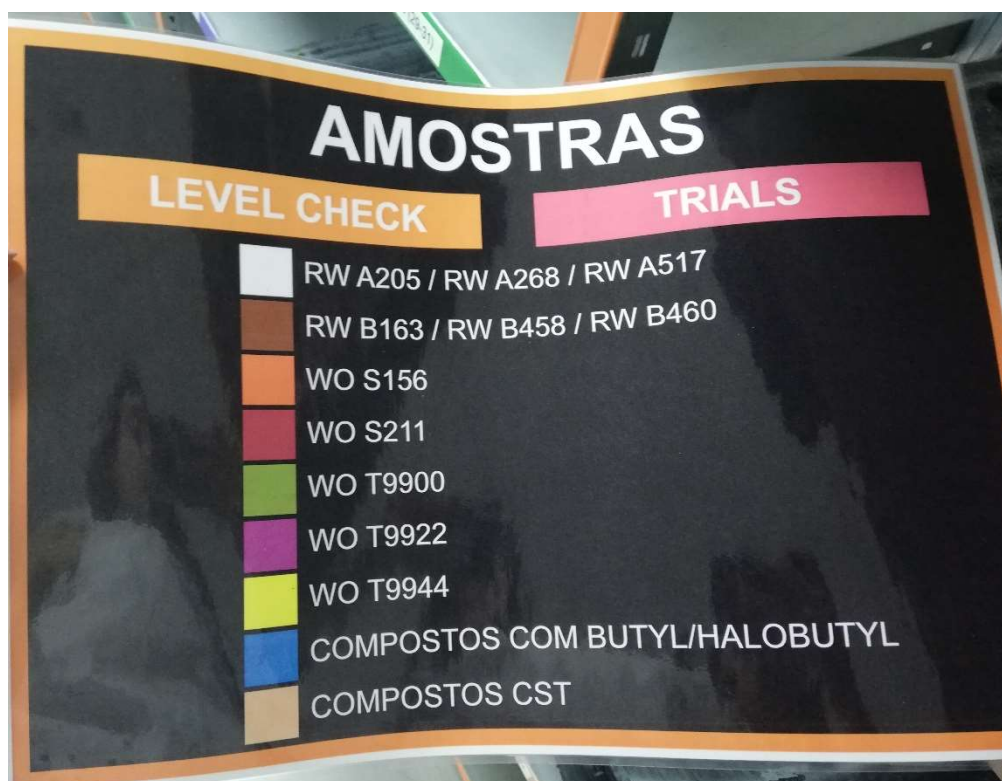 AMOSTRAS
LEVEL CHECK
TRIALS
RW A205 / RW A268 / RW A517
RW B163 / RW B458 / RW B460
WO S156
WO S211
WO T9900
WO T9922
WO T9944
COMPOSTOS COM BUTYL/HALOBUTYL
COMPOSTOS CST